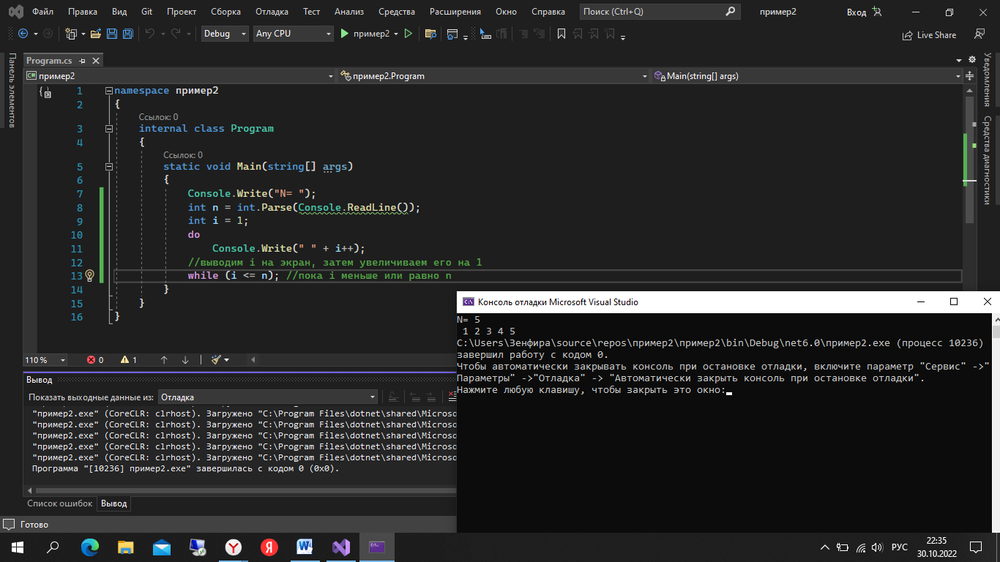 Файл Правка Вид Git Проект Сборка Отладка Тест Анализ Средства Расширения Окно Справка Поиск (Ctrl+Q) пример2 Вход
Debug Any CPU пример2 Live Share
Панель элементов
Program.cs
пример2 пример2.Program Main(string[] args)
Уведомления
Средства диагностики
1 namespace пример2
2 {
Ссылок: 0
3 internal class Program
4 {
Ссылок: 0
5 static void Main(string[] args)
6 {
7 Console.Write("N= ");
8 int n = int.Parse(Console.ReadLine());
9 int i = 1;
10 do
11 Console.Write(" " + i++);
12 //выводим i на экран, затем увеличиваем его на 1
13 while (i <= n); //пока i меньше или равно n
14 }
15 }
16 }
110 % 0 1
Вывод
Показать выходные данные из: Отладка
"пример2.exe" (CoreCLR: clrhost). Загружено "C:\Program Files\dotnet\shared\Microso
"пример2.exe" (CoreCLR: clrhost). Загружено "C:\Program Files\dotnet\shared\Microso
"пример2.exe" (CoreCLR: clrhost). Загружено "C:\Program Files\dotnet\shared\Microso
"пример2.exe" (CoreCLR: clrhost). Загружено "C:\Program Files\dotnet\shared\Microso
"пример2.exe" (CoreCLR: clrhost). Загружено "C:\Program Files\dotnet\shared\Microso
Программа "[10236] пример2.exe" завершилась с кодом 0 (0x0).
Список ошибок Вывод
Готово
Консоль отладки Microsoft Visual Studio
N= 5
1 2 3 4 5
C:\Users\Зенфира\source\repos\пример2\пример2\bin\Debug\net6.0\пример2.exe (процесс 10236)
завершил работу с кодом 0.
Чтобы автоматически закрывать консоль при остановке отладки, включите параметр "Сервис" ->"
Параметры" ->"Отладка" -> "Автоматически закрыть консоль при остановке отладки".
Нажмите любую клавишу, чтобы закрыть это окно:
РУС 22:35
30.10.2022